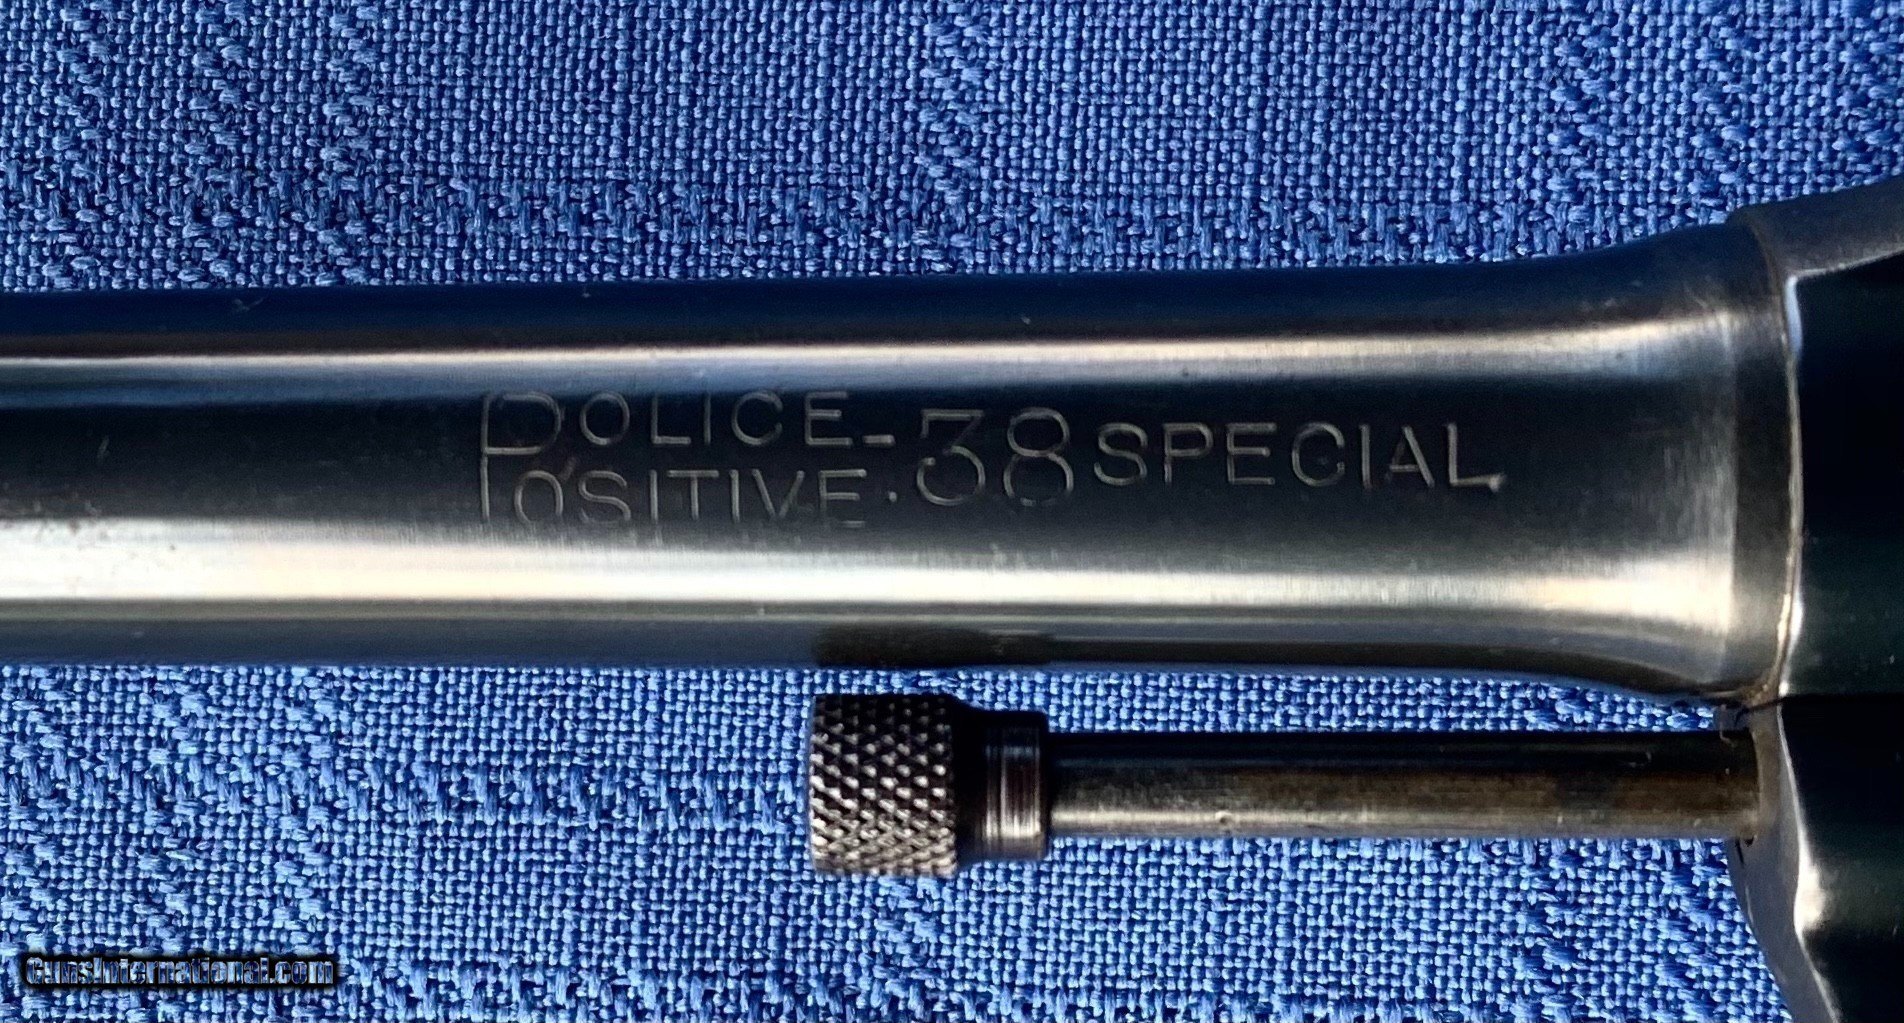 POLICE
POSITIVE .38 SPECIAL
GunsInternational.com